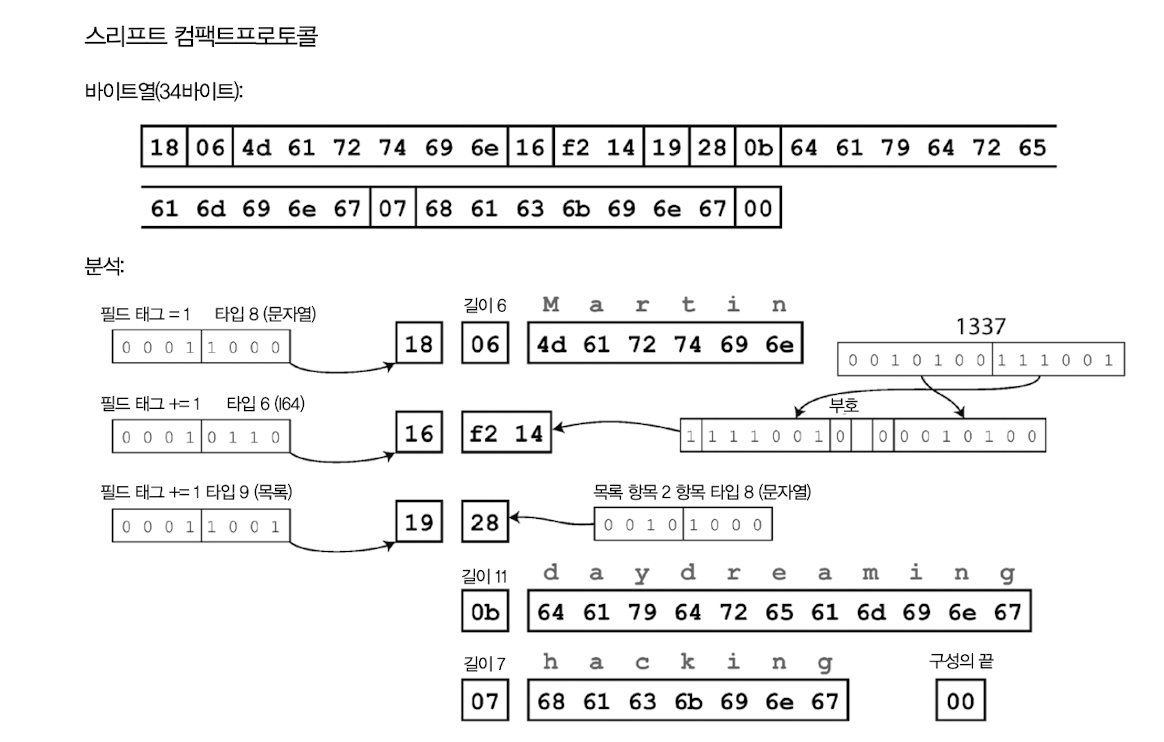 스리프트 컴팩트프로토콜
바이트열(34바이트):
18 06 4d 61 72 74 69 6e 16 f2 14 19 28 0b 64 61 79 64 72 65
61 6d 69 6e 67 07 68 61 63 6b 69 6e 67 00
분석:
필드 태그 = 1 타입 8 (문자열)
0 0 0 1 1 0 0 0
18
길이 6
06
M a r t i n
4d 61 72 74 69 6e
1337
0 0 1 0 1 0 0 1 1 1 0 0 1
필드 태그 += 1 타입 6 (I64)
0 0 0 1 0 1 1 0
16
f2 14
부호
1 1 1 1 0 0 1 0 0 0 0 1 0 1 0 0
필드 태그 += 1 타입 9 (목록)
0 0 0 1 1 0 0 1
19
28
목록 항목 2 항목 타입 8 (문자열)
0 0 1 0 1 0 0 0
길이 11
0b
d a y d r e a m i n g
64 61 79 64 72 65 61 6d 69 6e 67
길이 7
07
h a c k i n g
68 61 63 6b 69 6e 67
구성의 끝
00